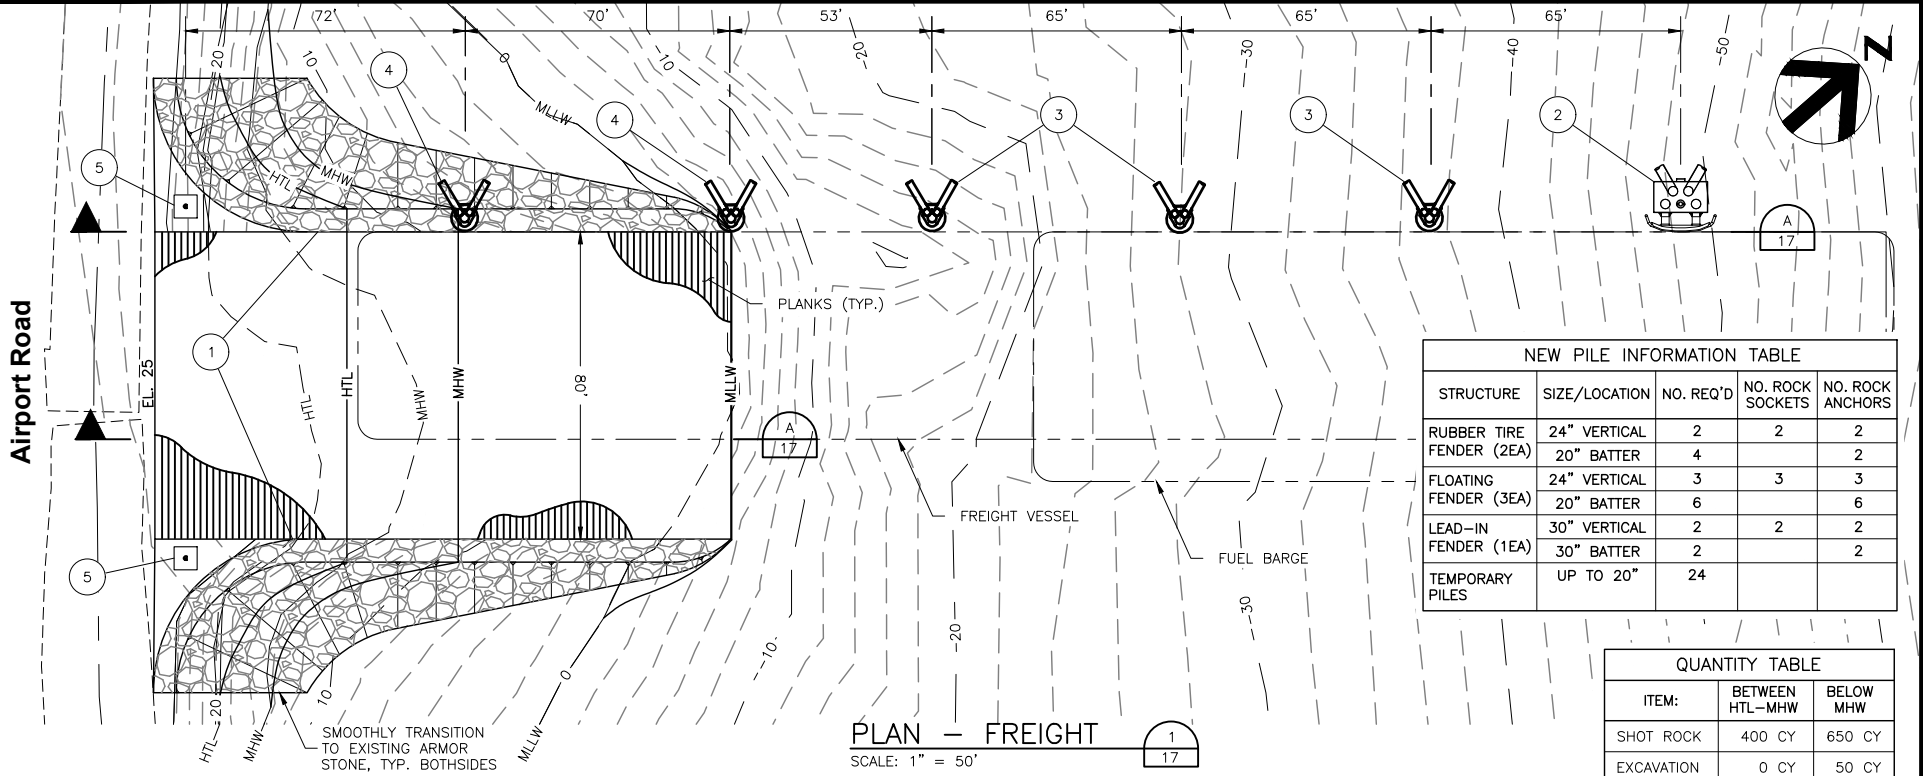 72'
70'
53'
65'
65'
65'
20
10
0
-10
-20
-30
-40
-50
N
4
4
3
3
2
5
MLLW
HTL
MHW
A
17
PLANKS (TYP.)
Airport Road
EL. 25
1
HTL
HTL
MHW
MHW
80'
MLLW
A
17
FREIGHT VESSEL
FUEL BARGE
5
NEW PILE INFORMATION TABLE
STRUCTURE SIZE/LOCATION NO. REQ'D NO. ROCK SOCKETS NO. ROCK ANCHORS
RUBBER TIRE FENDER (2EA) 24" VERTICAL 2 2 2
20" BATTER 4 2
FLOATING FENDER (3EA) 24" VERTICAL 3 3 3
20" BATTER 6 6
LEAD-IN FENDER (1EA) 30" VERTICAL 2 2 2
30" BATTER 2 2
TEMPORARY PILES UP TO 20" 24
-30
-20
-10
0
10
20
HTL
MHW
MLLW
SMOOTHLY TRANSITION
TO EXISTING ARMOR
STONE, TYP. BOTHSIDES
PLAN - FREIGHT
SCALE: 1" = 50'
1
17
QUANTITY TABLE
ITEM: BETWEEN HTL-MHW BELOW MHW
SHOT ROCK 400 CY 650 CY
EXCAVATION 0 CY 50 CY